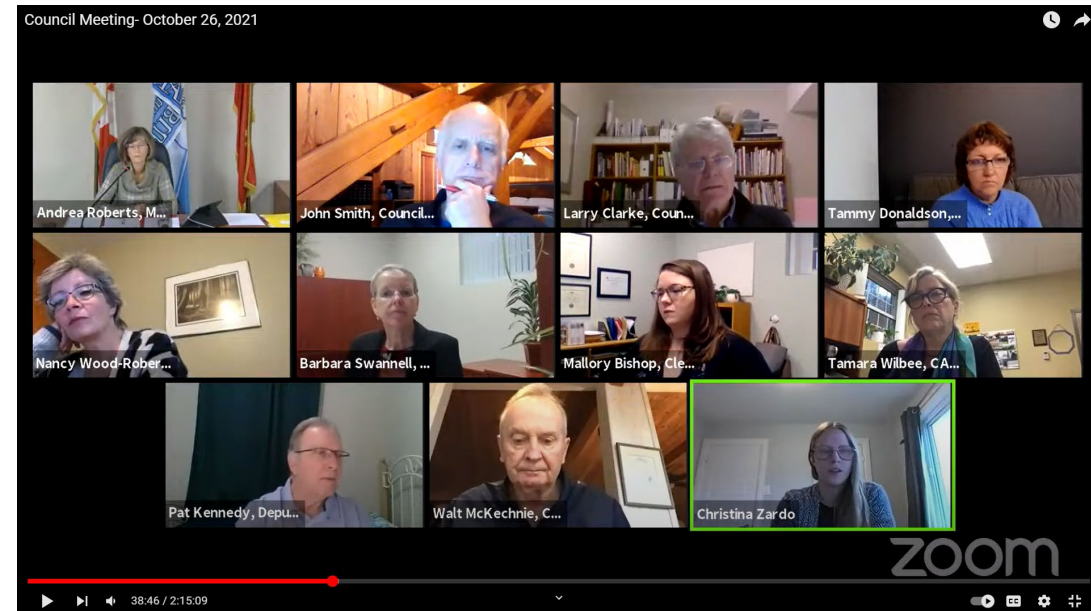 Council Meeting- October 26, 2021
Andrea Roberts, M...
John Smith, Council...
Larry Clarke, Coun...
Tammy Donaldson,...
Nancy Wood-Rober...
Barbara Swannell, ...
Mallory Bishop, Cle...
Tamara Wilbee, CA...
Pat Kennedy, Depu...
Walt McKechnie, C...
Christina Zardo
zoom
38:46 / 2:15:09
CC